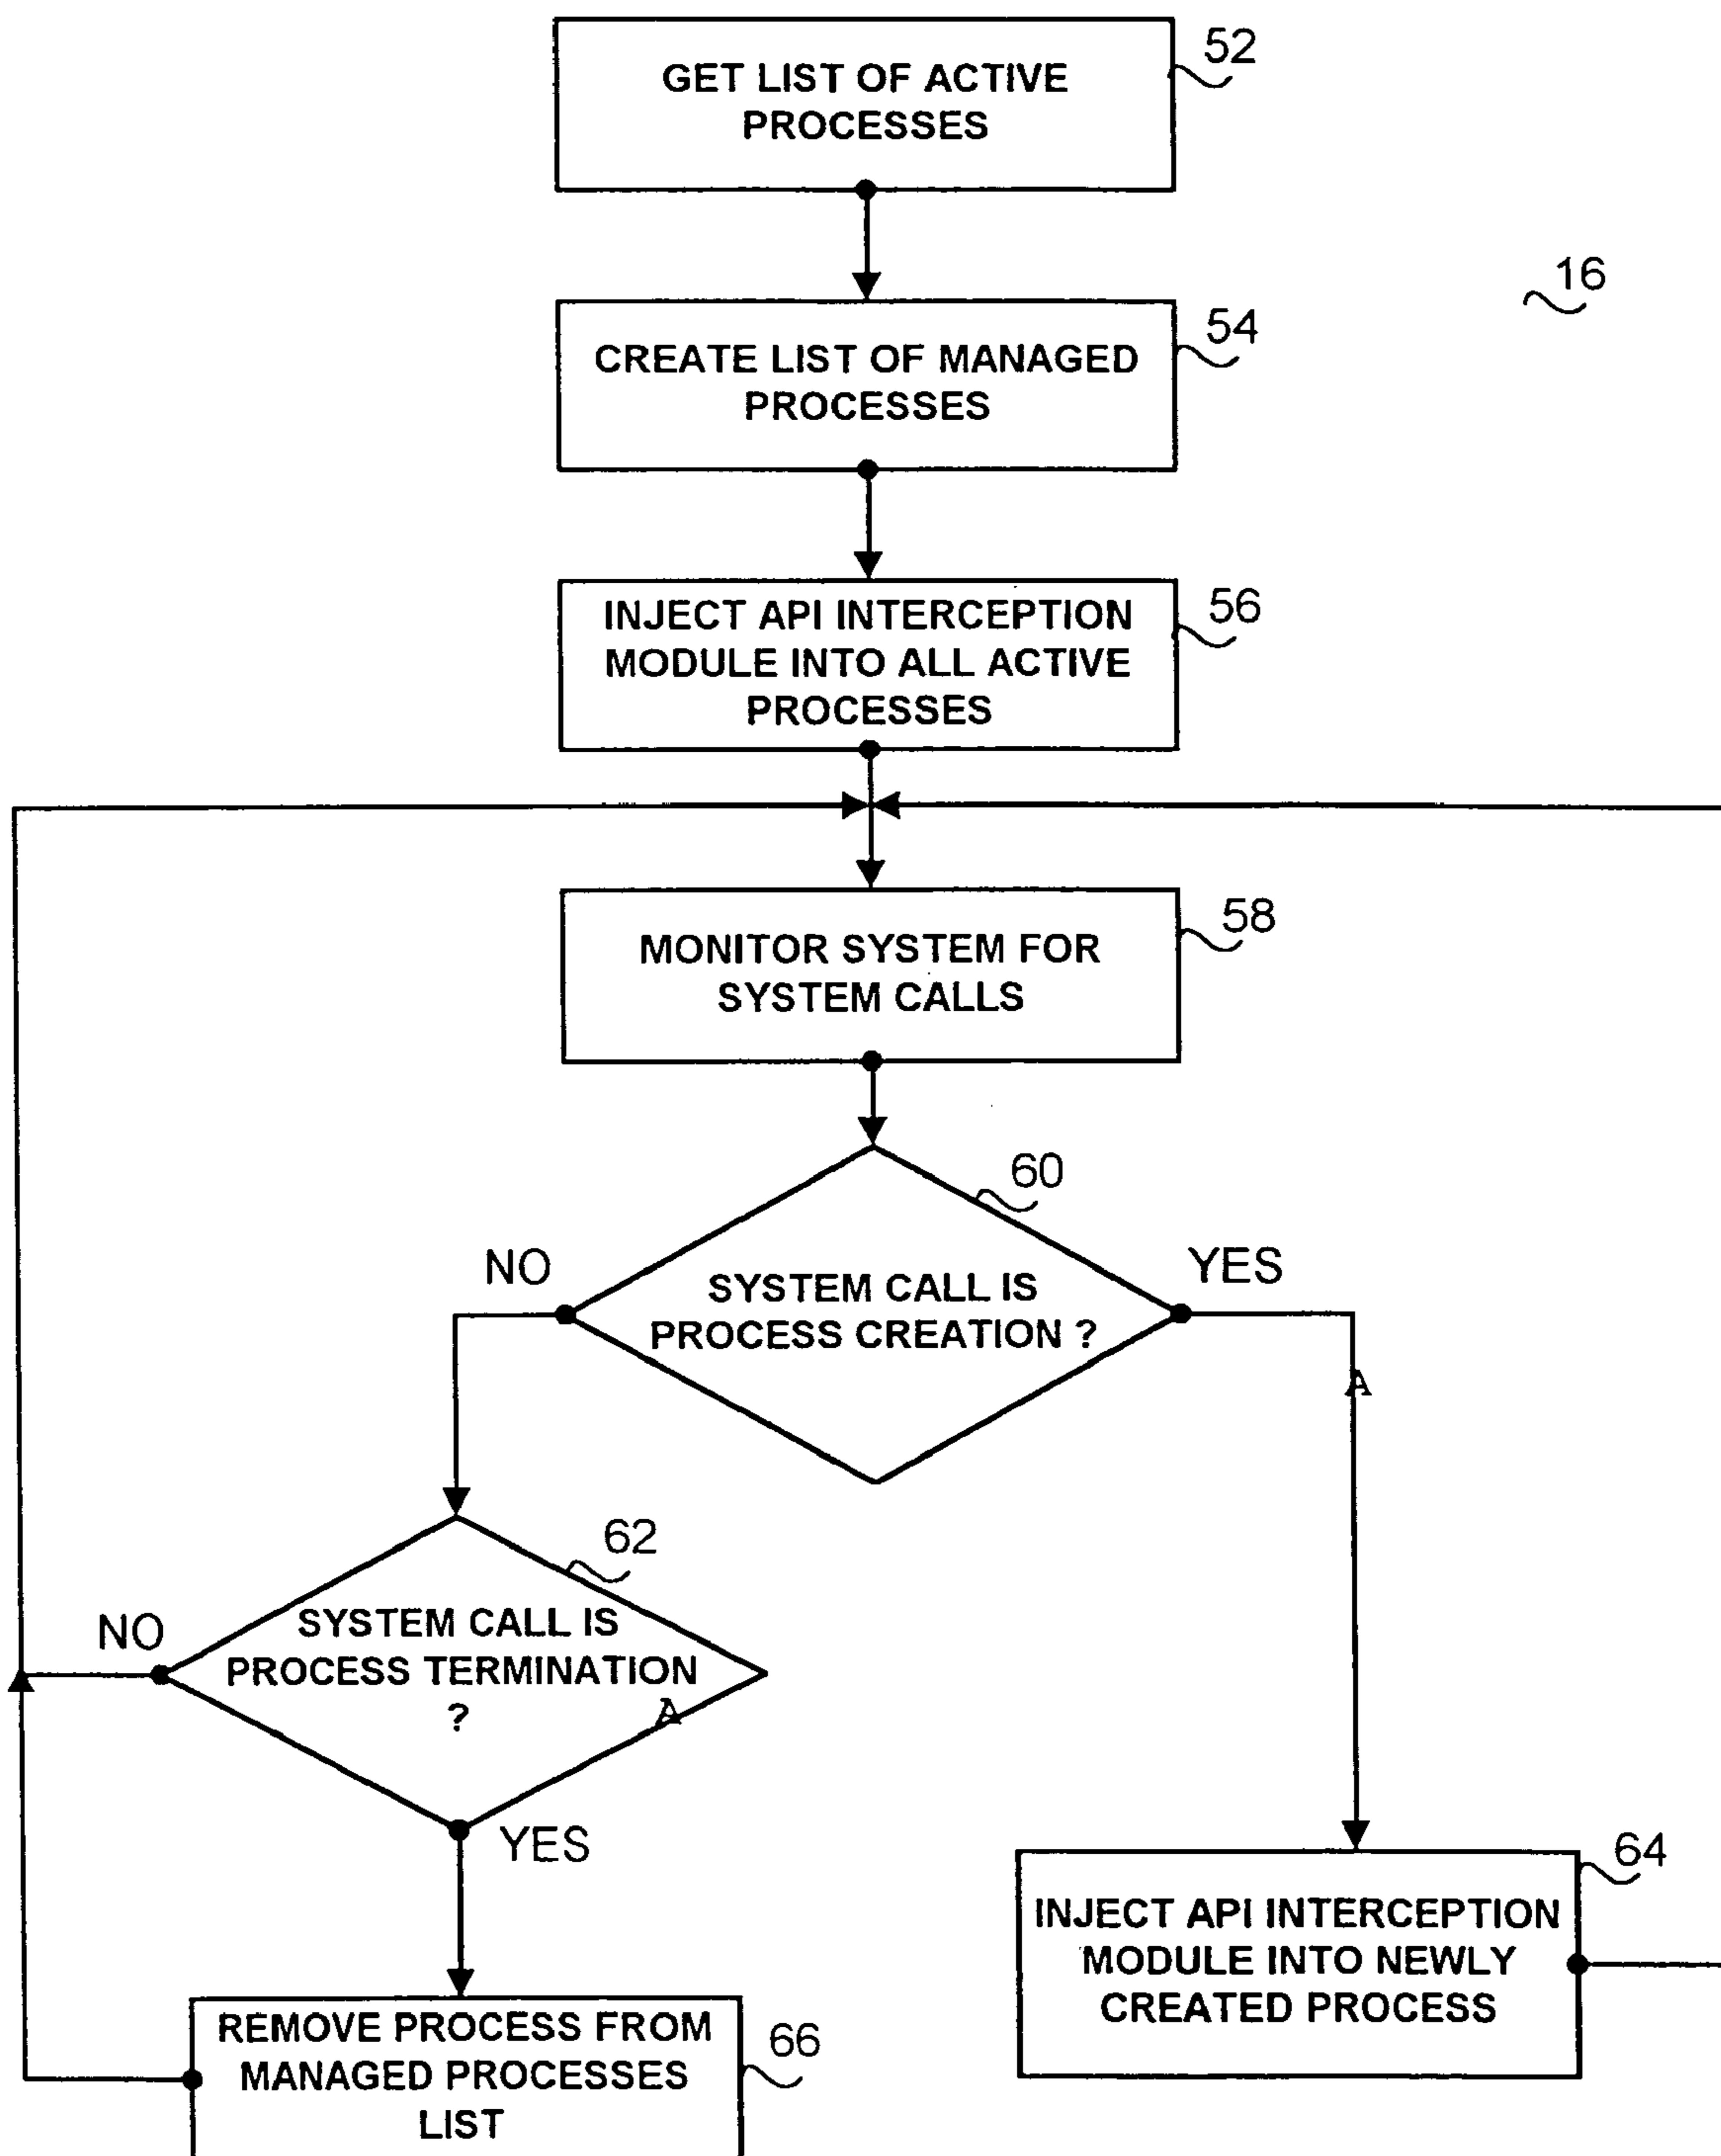 GET LIST OF ACTIVE
PROCESSES
52
16
CREATE LIST OF MANAGED
PROCESSES
54
INJECT API INTERCEPTION
MODULE INTO ALL ACTIVE
PROCESSES
56
MONITOR SYSTEM FOR
SYSTEM CALLS
58
60
NO
YES
SYSTEM CALL IS
PROCESS CREATION ?
A
62
NO
SYSTEM CALL IS
PROCESS TERMINATION
?
A
YES
64
INJECT API INTERCEPTION
MODULE INTO NEWLY
CREATED PROCESS
REMOVE PROCESS FROM
MANAGED PROCESSES
LIST
66